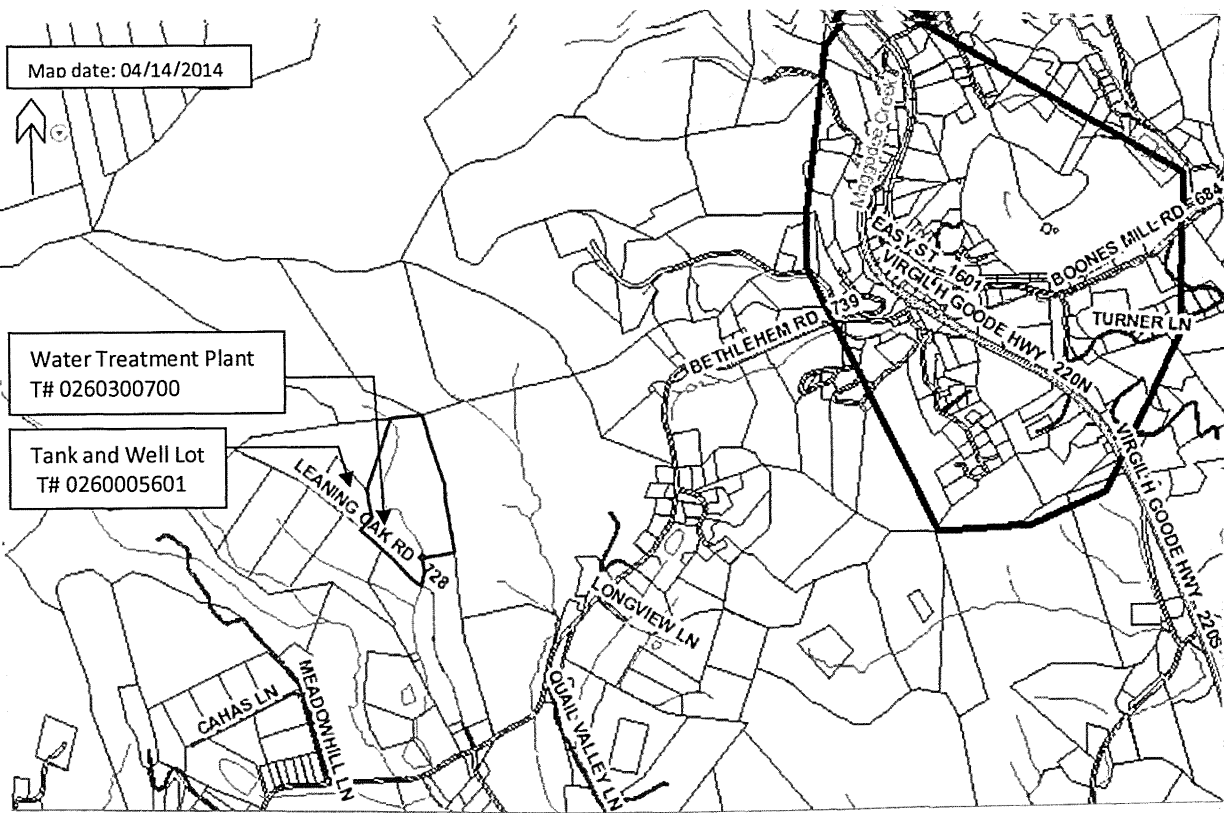 Map date: 04/14/2014
Maggodee Creek
EASY ST 1601
BOONES MILL RD 684
VIRGIL H GOODE HWY 220N
TURNER LN
BETHLEHEM RD 739
Water Treatment Plant
T# 0260300700
Tank and Well Lot
T# 0260005601
LEANING OAK RD 728
VIRGIL H GOODE HWY 220S
LONGVIEW LN
CAHAS LN
MEADOWHILL LN
QUAIL VALLEY LN